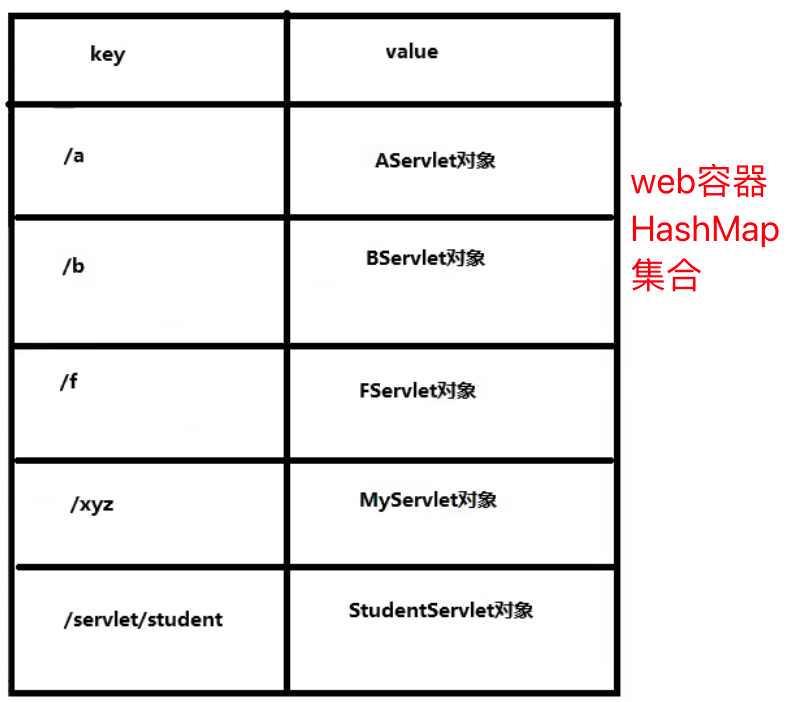 key value
/a AServlet对象
/b BServlet对象
/f FServlet对象
/xyz MyServlet对象
/servlet/student StudentServlet对象
web容器
HashMap
集合